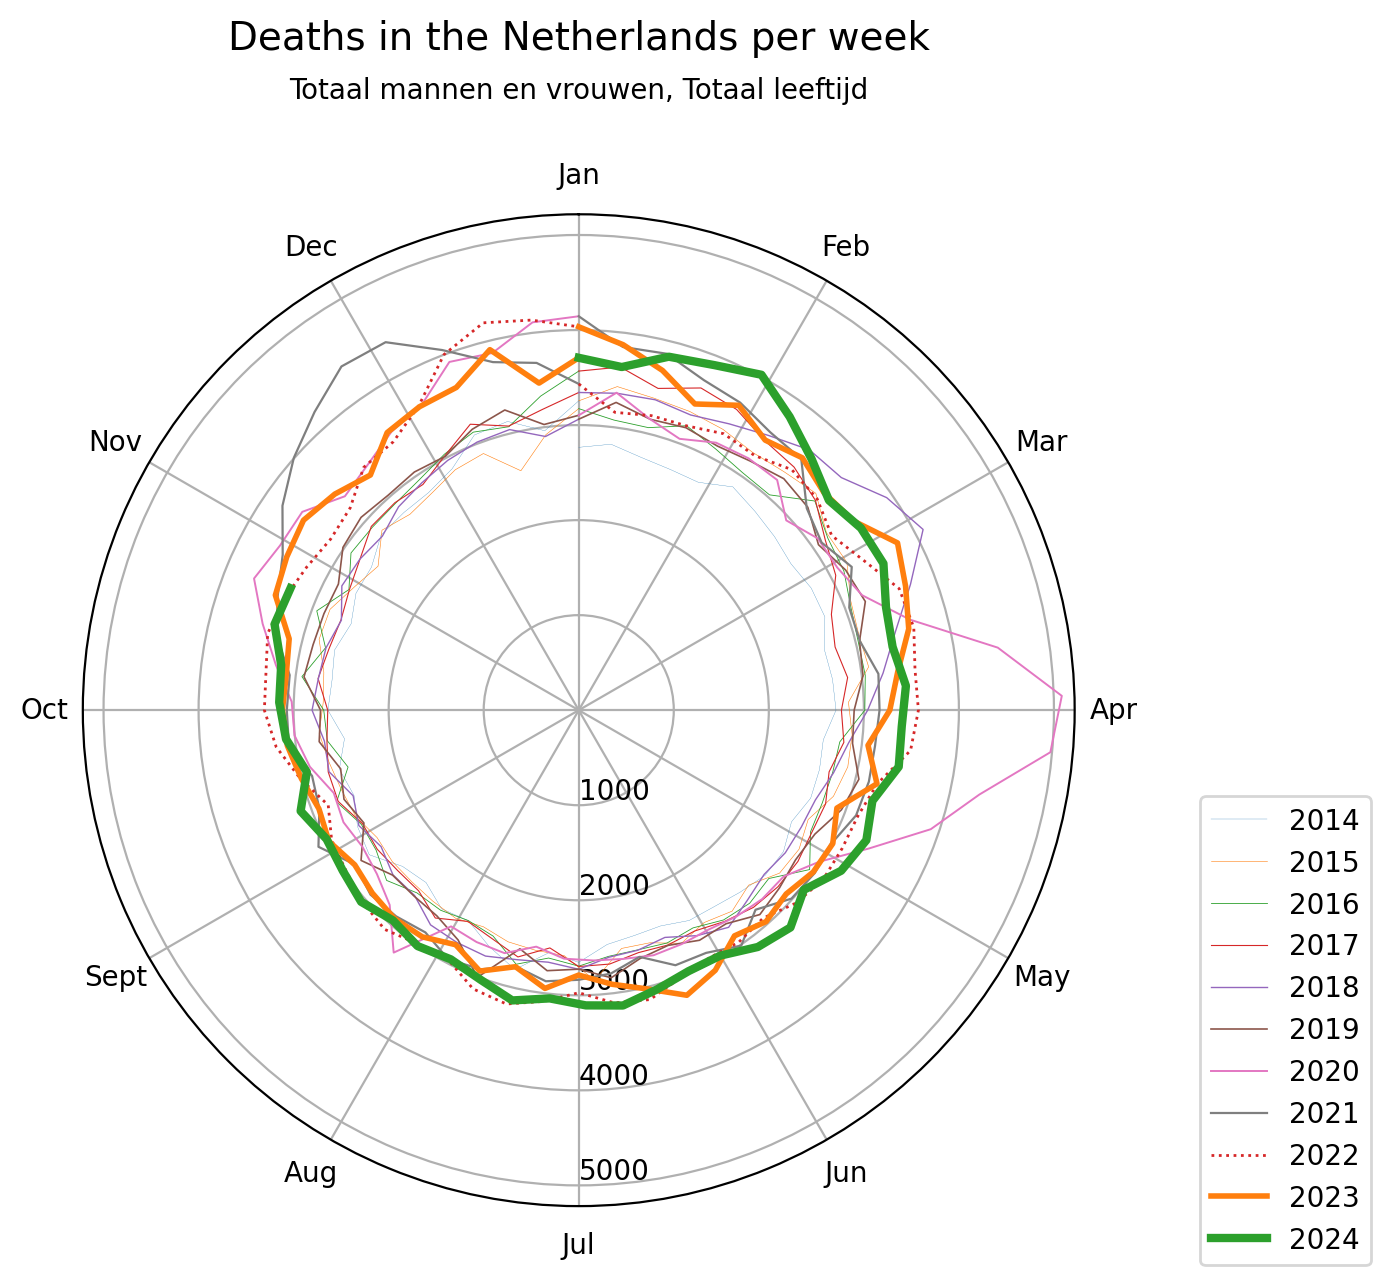 Deaths in the Netherlands per week
Totaal mannen en vrouwen, Totaal leeftijd
Jan
Feb
Mar
Apr
May
Jun
Jul
Aug
Sept
Oct
Nov
Dec
1000
2000
3000
4000
5000
2014
2015
2016
2017
2018
2019
2020
2021
2022
2023
2024